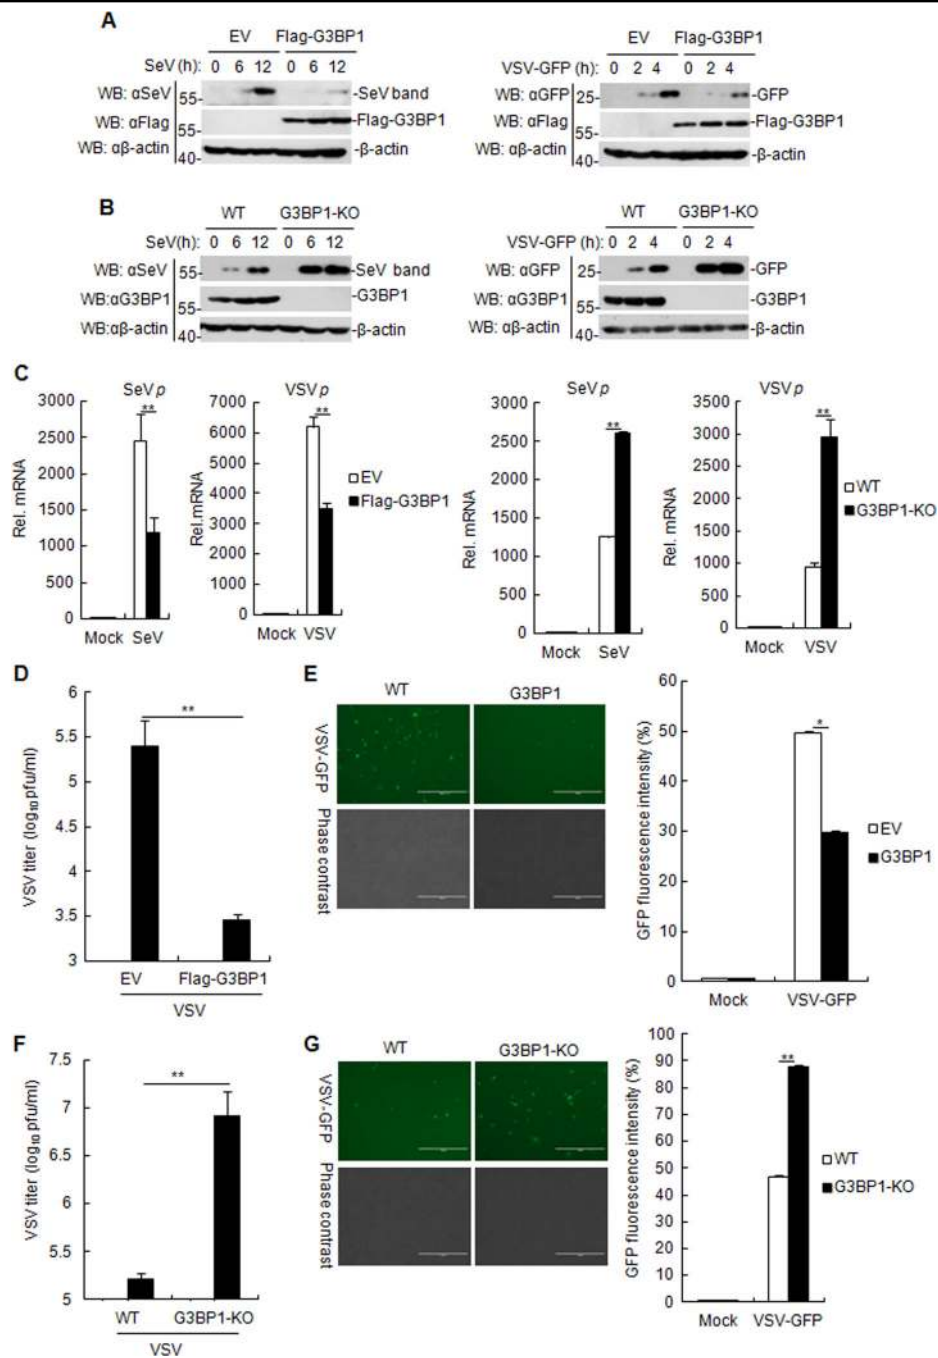 A
EV Flag-G3BP1
SeV (h): 0 6 12 0 6 12
WB: αSeV 55- -SeV band
WB: αFlag 55- -Flag-G3BP1
WB: αβ-actin 40- -β-actin
EV Flag-G3BP1
VSV-GFP (h): 0 2 4 0 2 4
WB: αGFP 25- -GFP
WB: αFlag 55- -Flag-G3BP1
WB: αβ-actin 40- -β-actin
B
WT G3BP1-KO
SeV(h): 0 6 12 0 6 12
WB: αSeV 55- -SeV band
WB:αG3BP1 55- -G3BP1
WB:αβ-actin 40- -β-actin
WT G3BP1-KO
VSV-GFP (h): 0 2 4 0 2 4
WB: αGFP 25- -GFP
WB: αG3BP1 55- -G3BP1
WB: αβ-actin 40- -β-actin
C
SeV p
Rel. mRNA
3000
2500
2000
1500
1000
500
0
**
Mock SeV
VSV p
Rel.mRNA
7000
6000
5000
4000
3000
2000
1000
0
**
Mock VSV
EV
Flag-G3BP1
SeV p
Rel. mRNA
3000
2500
2000
1500
1000
500
0
**
Mock SeV
VSV p
Rel. mRNA
3500
3000
2500
2000
1500
1000
500
0
**
Mock VSV
WT
G3BP1-KO
D
VSV titer (log10 pfu/ml)
6
5.5
5
4.5
4
3.5
3
**
EV Flag-G3BP1
VSV
E
WT G3BP1
VSV-GFP
Phase contrast
GFP fluorescence intensity (%)
60
50
40
30
20
10
0
*
Mock VSV-GFP
EV
G3BP1
F
VSV titer (log10 pfu/ml)
7.5
7
6.5
6
5.5
5
**
WT G3BP1-KO
VSV
G
WT G3BP1-KO
VSV-GFP
Phase contrast
GFP fluorescence intensity (%)
100
90
80
70
60
50
40
30
20
10
0
**
Mock VSV-GFP
WT
G3BP1-KO